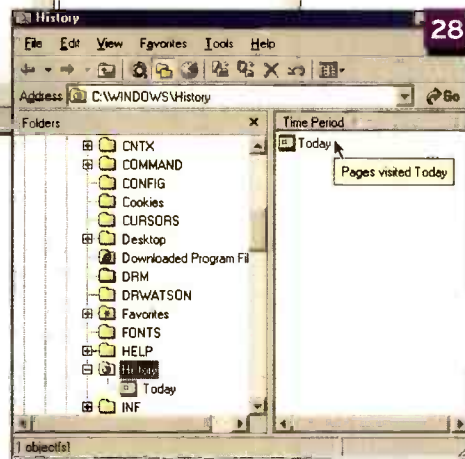 History
28
File Edit View Favorites Tools Help
Address C:\WINDOWS\History Go
Folders
CNTX
COMMAND
CONFIG
Cookies
CURSORS
Desktop
Downloaded Program Fil
DRM
DRWATSON
Favorites
FONTS
HELP
History
Today
INF
Time Period
Today
Pages visited Today
1 object(s)